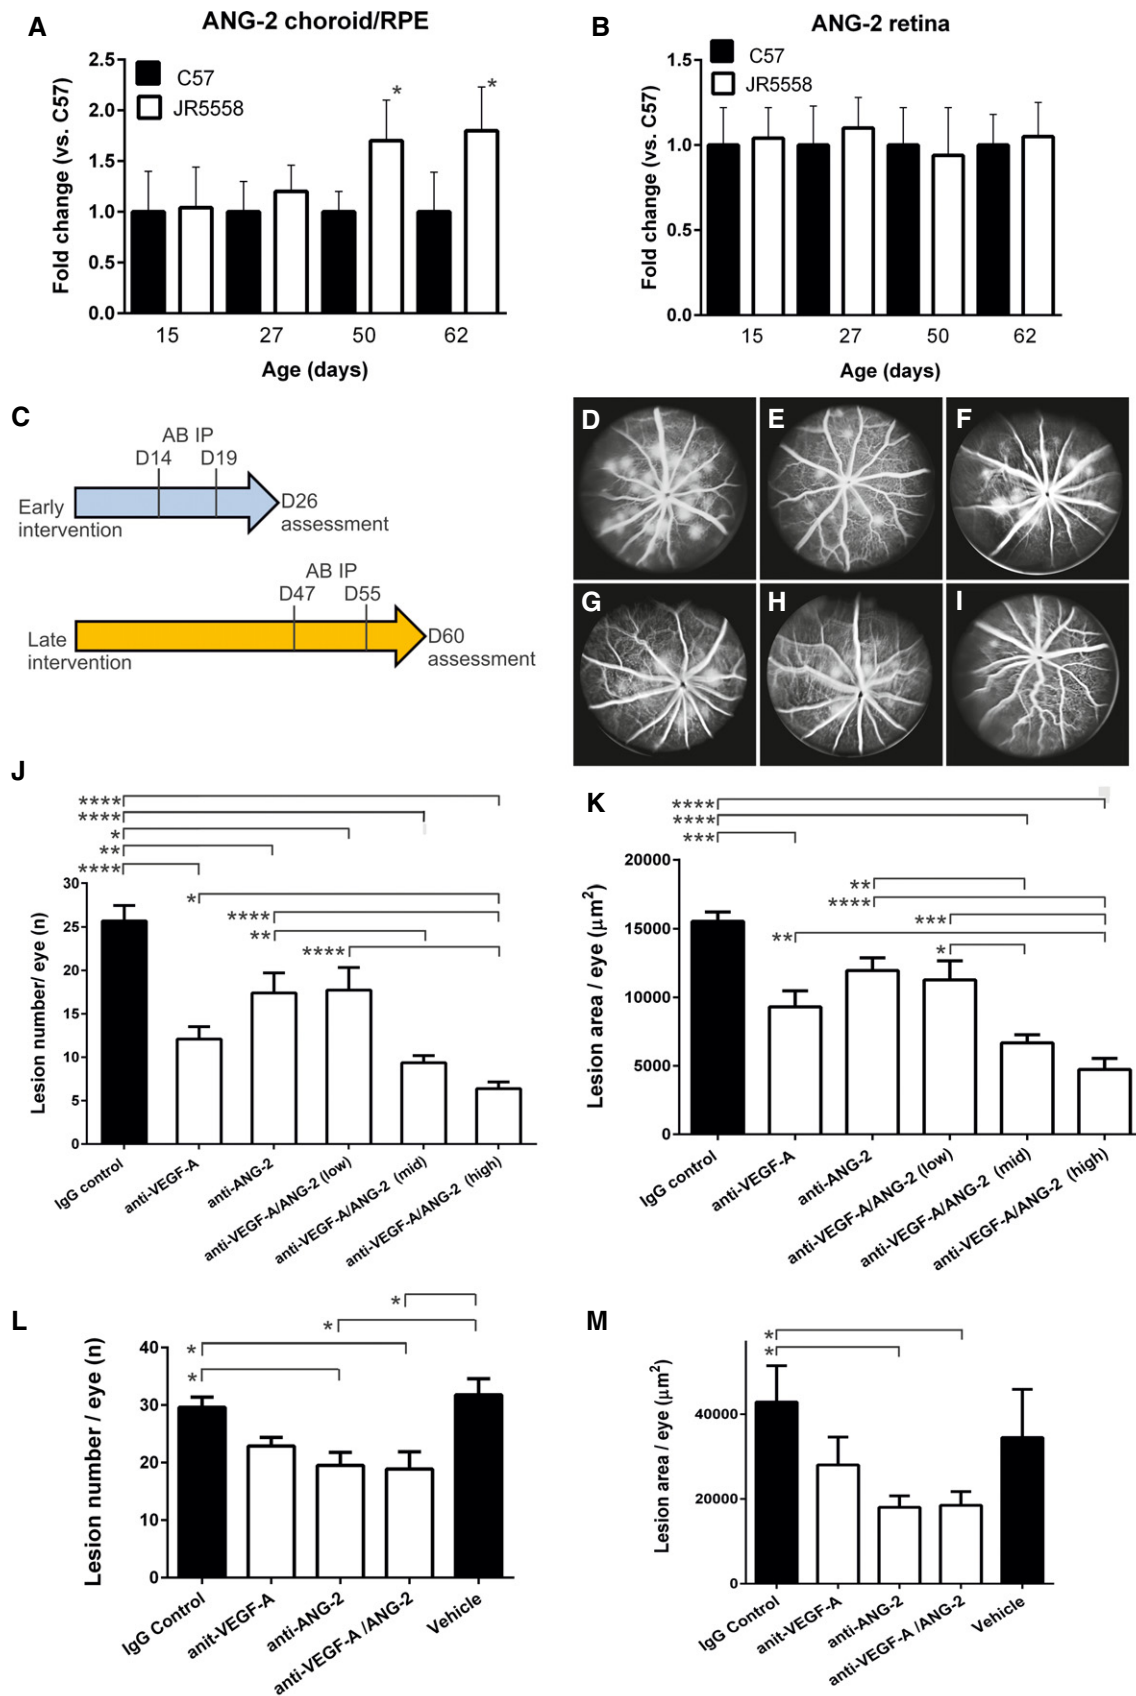 A
ANG-2 choroid/RPE
Fold change (vs. C57)
2.5
2.0
1.5
1.0
0.5
0.0
C57
JR5558
*
*
15 27 50 62
Age (days)
B
ANG-2 retina
Fold change (vs. C57)
1.5
1.0
0.5
0.0
C57
JR5558
15 27 50 62
Age (days)
C
AB IP
D14 D19
Early
intervention
D26
assessment
AB IP
D47 D55
Late
intervention
D60
assessment
D
E
F
G
H
I
J
****
****
*
**
****
*
****
**
****
Lesion number/ eye (n)
30
25
20
15
10
5
0
IgG control
anti-VEGF-A
anti-ANG-2
anti-VEGF-A/ANG-2 (low)
anti-VEGF-A/ANG-2 (mid)
anti-VEGF-A/ANG-2 (high)
K
****
****
***
**
****
***
**
*
Lesion area / eye (μm²)
20000
15000
10000
5000
0
IgG control
anti-VEGF-A
anti-ANG-2
anti-VEGF-A/ANG-2 (low)
anti-VEGF-A/ANG-2 (mid)
anti-VEGF-A/ANG-2 (high)
L
*
*
*
*
Lesion number / eye (n)
40
30
20
10
0
IgG Control
anit-VEGF-A
anti-ANG-2
anti-VEGF-A /ANG-2
Vehicle
M
*
*
Lesion area / eye (μm²)
40000
20000
0
IgG Control
anit-VEGF-A
anti-ANG-2
anti-VEGF-A /ANG-2
Vehicle